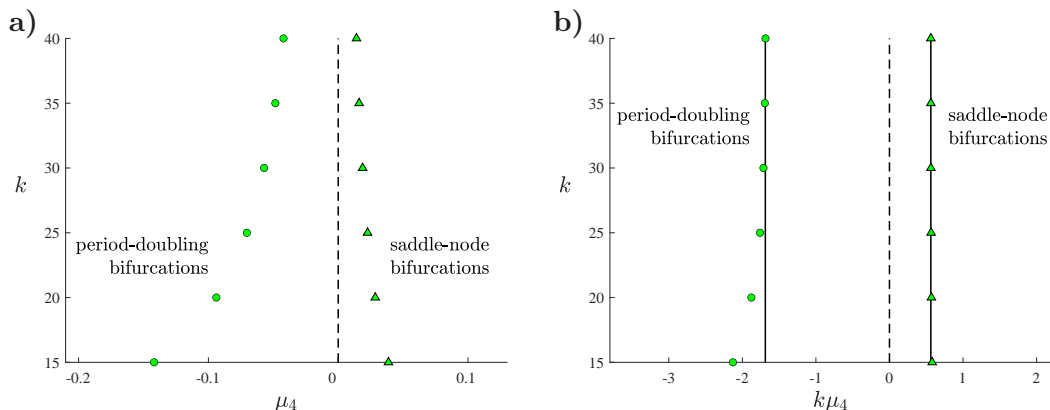 a)
40
35
30
25
20
15
k
period-doubling
bifurcations
saddle-node
bifurcations
-0.2
-0.1
0
0.1
μ4
b)
40
35
30
25
20
15
k
period-doubling
bifurcations
saddle-node
bifurcations
-3
-2
-1
0
1
2
kμ4